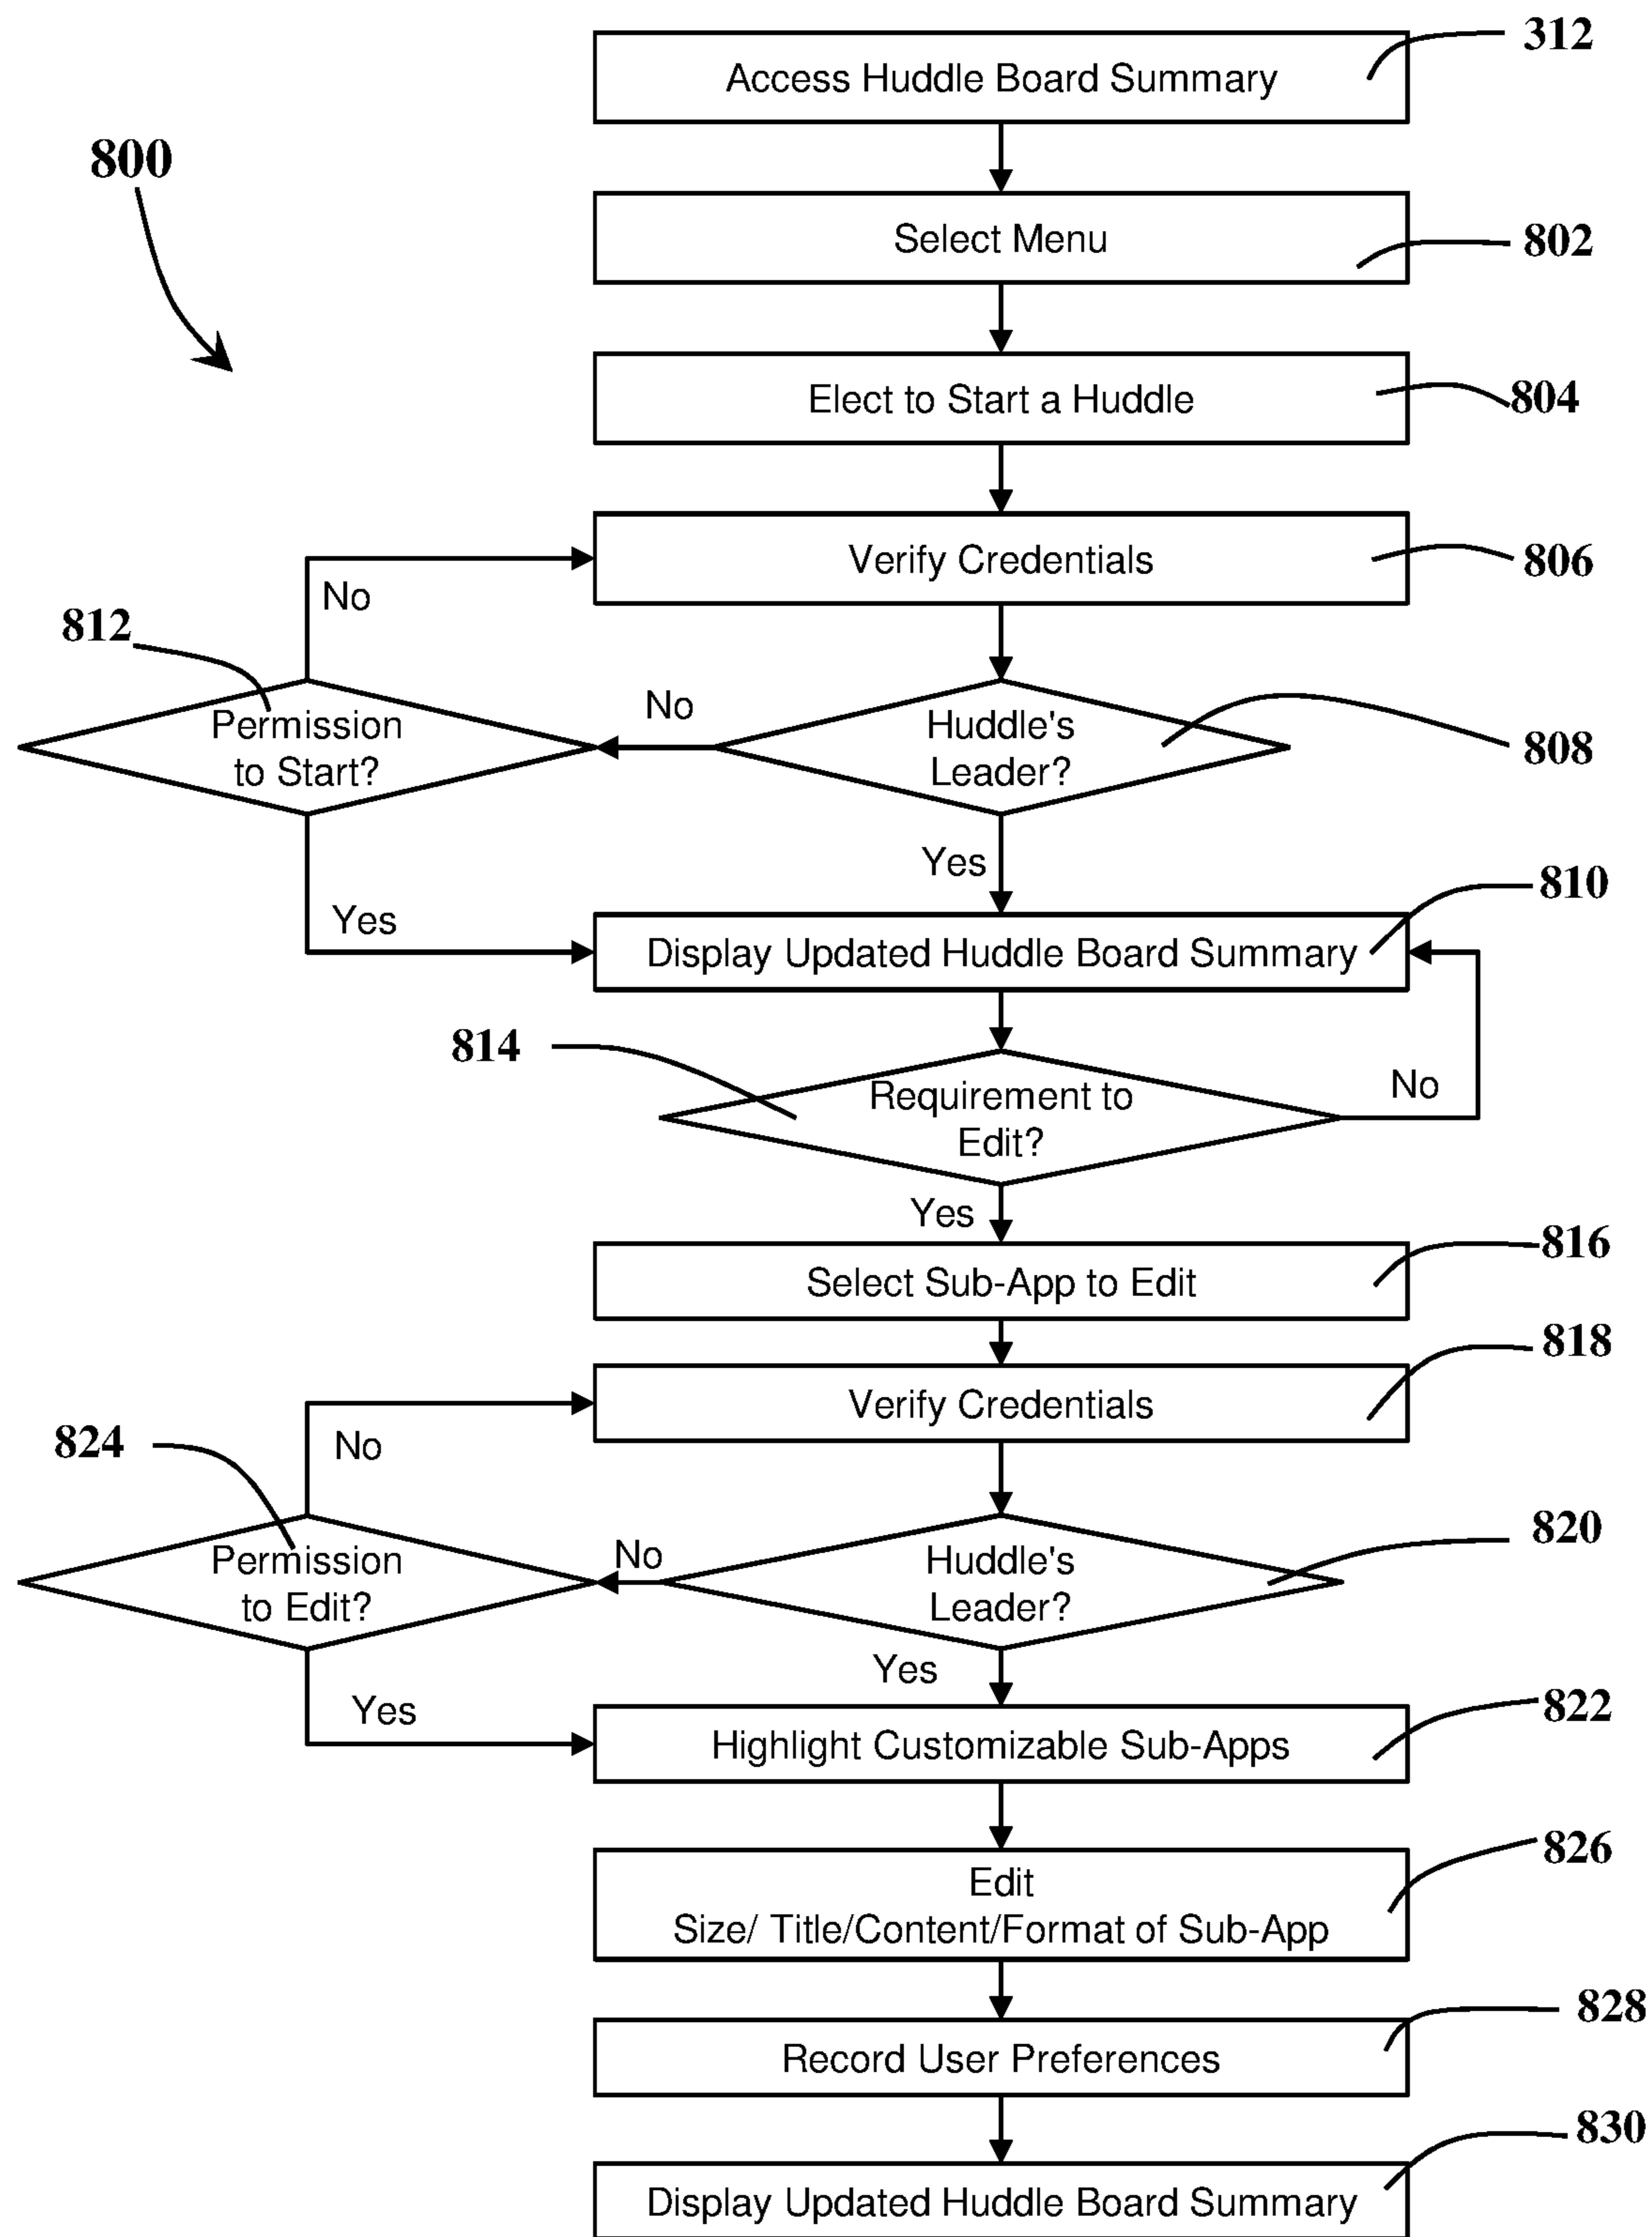 312
Access Huddle Board Summary
800
Select Menu
802
Elect to Start a Huddle
804
Verify Credentials
806
No
812
Permission
to Start?
No
Huddle's
Leader?
808
Yes
Yes
810
Display Updated Huddle Board Summary
814
Requirement to
Edit?
No
Yes
816
Select Sub-App to Edit
818
Verify Credentials
824
No
820
Permission
to Edit?
No
Huddle's
Leader?
Yes
Yes
822
Highlight Customizable Sub-Apps
826
Edit
Size/ Title/Content/Format of Sub-App
828
Record User Preferences
830
Display Updated Huddle Board Summary